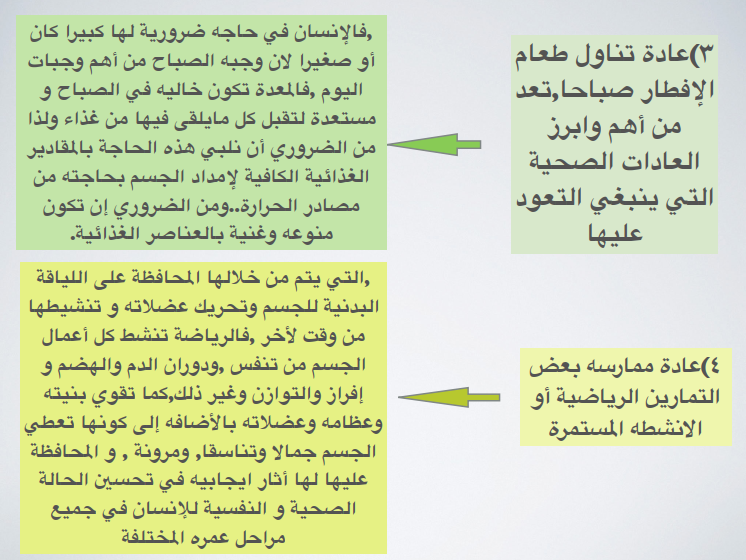 ٣)عادة تناول طعام
الإفطار صباحا,تعد
من أهم وابرز
العادات الصحية
التي ينبغي التعود
عليها
,فالإنسان في حاجه ضرورية لها كبيرا كان
أو صغيرا لان وجبه الصباح من أهم وجبات
اليوم ,فالمعدة تكون خاليه في الصباح و
مستعدة لتقبل كل مايلقى فيها من غذاء ولذا
من الضروري أن نلبي هذه الحاجة بالمقادير
الغذائية الكافية لإمداد الجسم بحاجته من
مصادر الحرارة..ومن الضروري إن تكون
منوعه وغنية بالعناصر الغذائية.
٤)عادة ممارسه بعض
التمارين الرياضية أو
الانشطه المستمرة
,التي يتم من خلالها المحافظة على اللياقة
البدنية للجسم وتحريك عضلاته و تنشيطها
من وقت لأخر ,فالرياضة تنشط كل أعمال
الجسم من تنفس ,ودوران الدم والهضم و
إفراز والتوازن وغير ذلك,كما تقوي بنيته
وعظامه وعضلاته بالأضافه إلى كونها تعطي
الجسم جمالا وتناسقا, ومرونة , و المحافظة
عليها لها أثار ايجابيه في تحسين الحالة
الصحية و النفسية للإنسان في جميع
مراحل عمره المختلفة